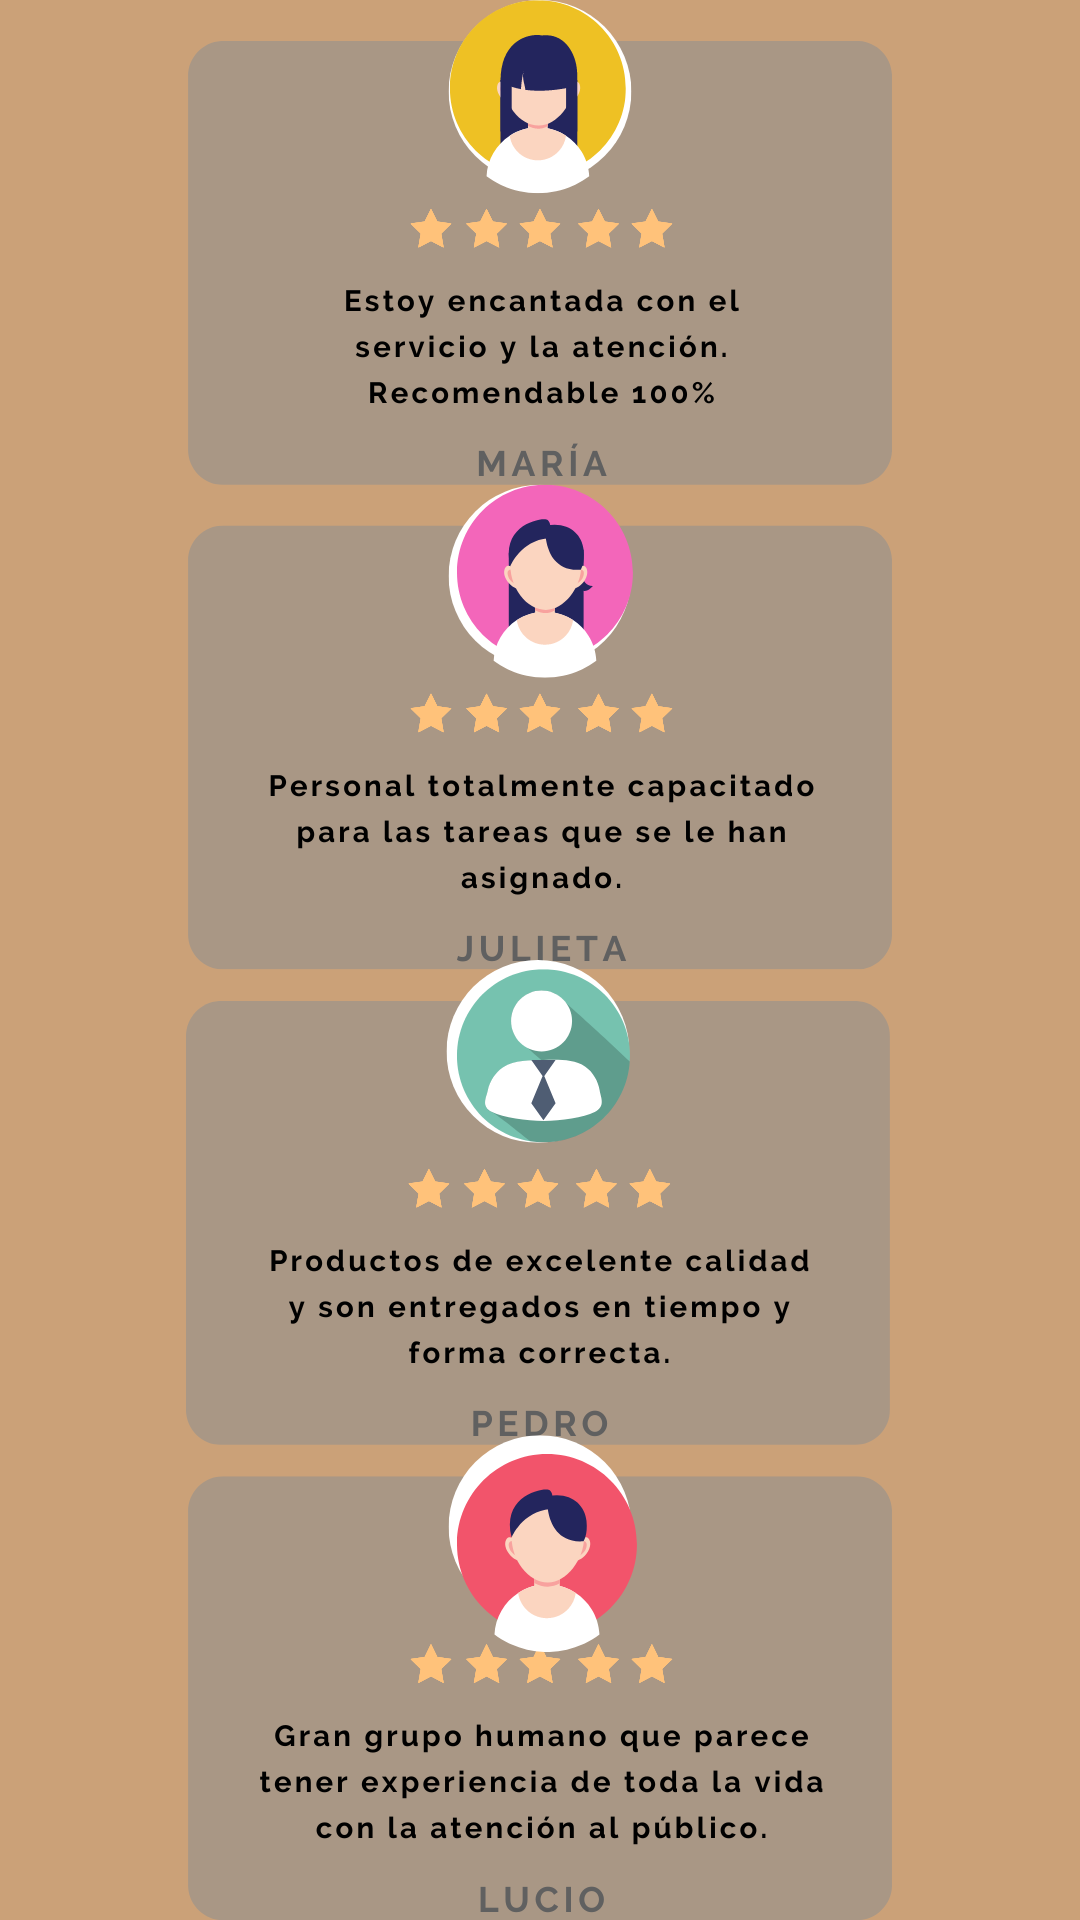 Estoy encantada con el
servicio y la atención.
Recomendable 100%
MARÍA
Personal totalmente capacitado
para las tareas que se le han
asignado.
JULIETA
Productos de excelente calidad
y son entregados en tiempo y
forma correcta.
PEDRO
Gran grupo humano que parece
tener experiencia de toda la vida
con la atención al público.
LUCIO